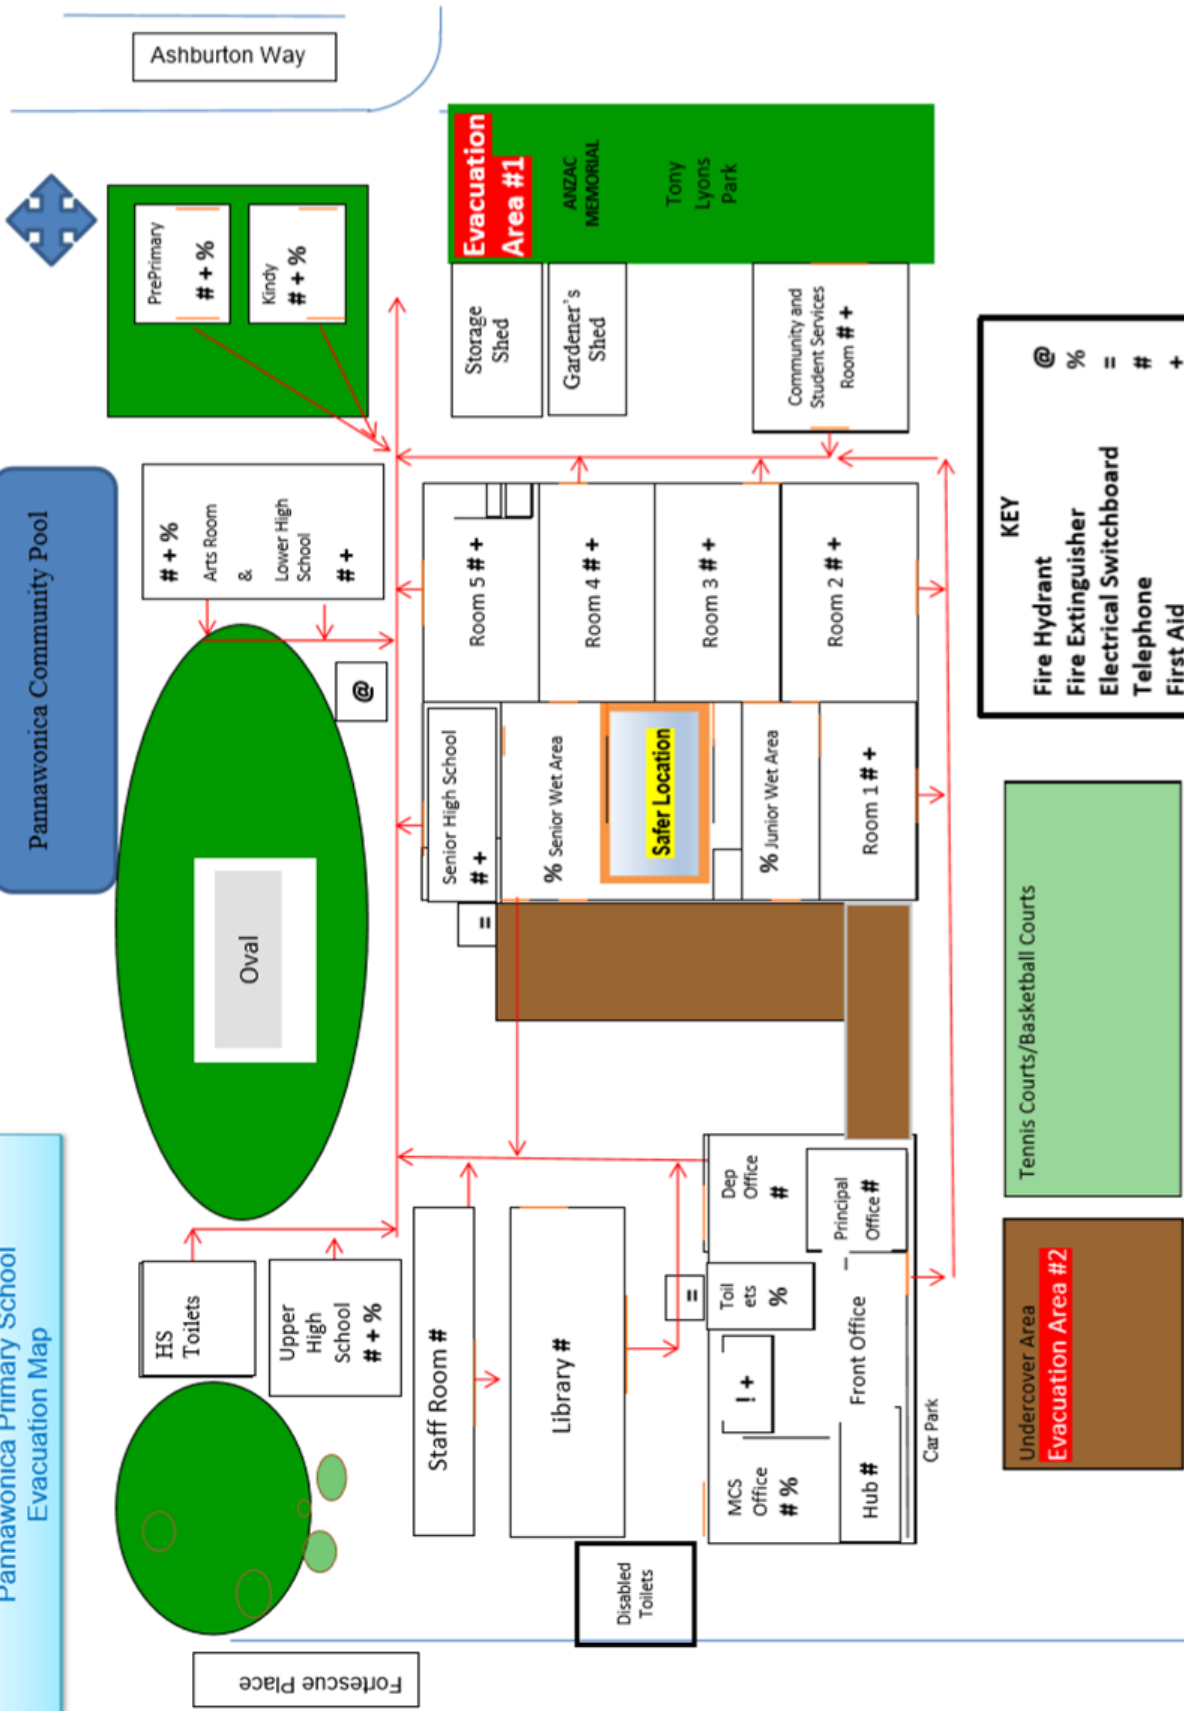 Pannawonica Primary School
Evacuation Map
Pannawonica Community Pool
Ashburton Way
Fortescue Place
HS
Toilets
Upper
High
School
# + %
Oval
@
# + %
Arts Room
&
Lower High
School
# +
PrePrimary
# + %
Kindy
# + %
Staff Room #
Library #
Disabled
Toilets
=
Senior High School
# +
% Senior Wet Area
Safer Location
% Junior Wet Area
Room 1 # +
Room 5 # +
Room 4 # +
Room 3 # +
Room 2 # +
Storage
Shed
Gardener's
Shed
Evacuation
Area #1
ANZAC
MEMORIAL
Tony
Lyons
Park
Community and
Student Services
Room # +
=
Toil
ets
%
Dep
Office
#
Principal
Office #
! +
Front Office
MCS
Office
# %
Hub #
Car Park
Undercover Area
Evacuation Area #2
Tennis Courts/Basketball Courts
KEY
Fire Hydrant @
Fire Extinguisher %
Electrical Switchboard =
Telephone #
First Aid +